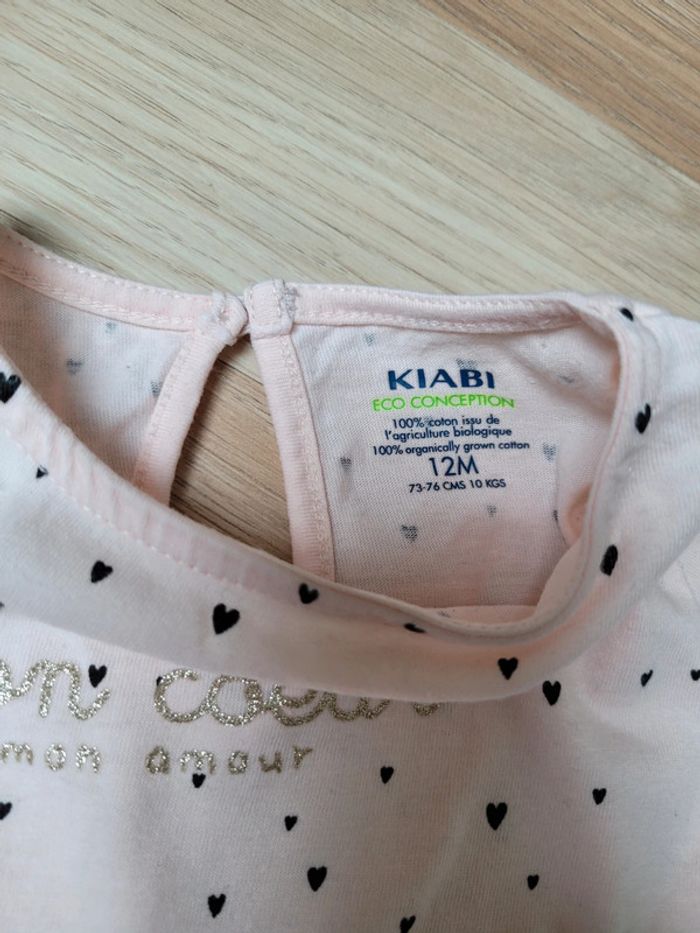 KIABI
ECO CONCEPTION
100% coton issu de
l'agriculture biologique
100% organically grown cotton
12M
73-76 CMS 10 KGS
mon amour